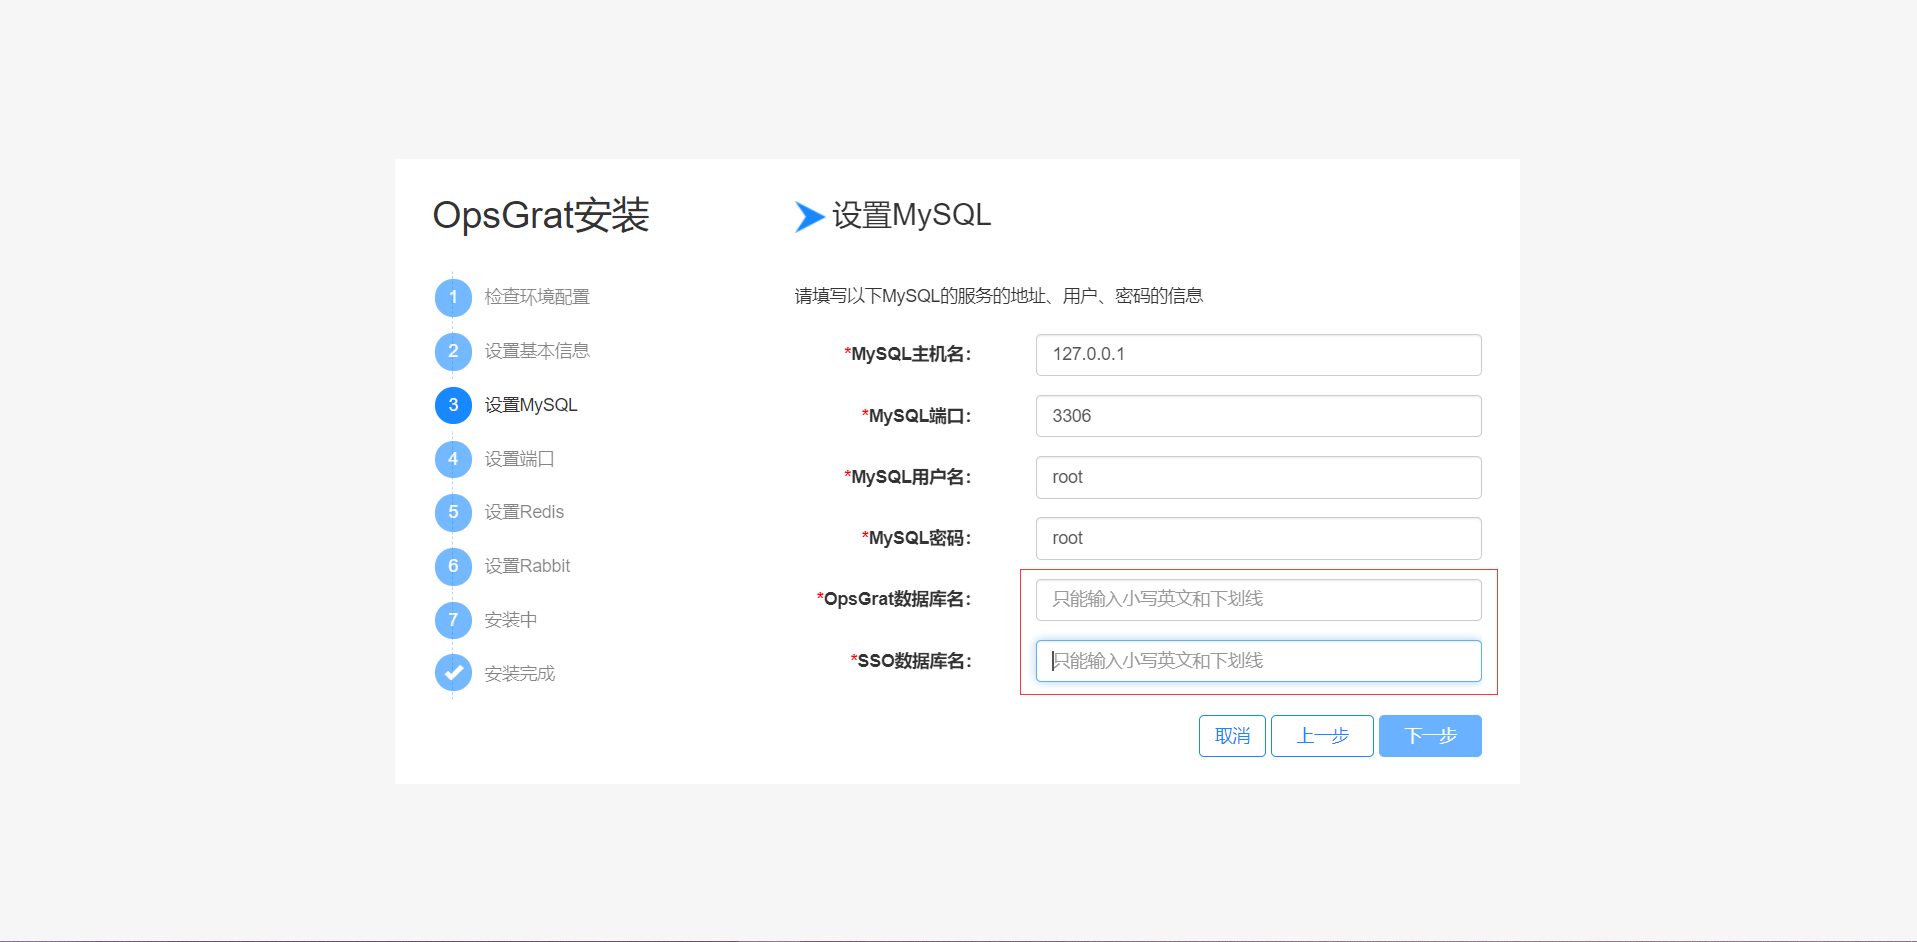 OpsGrat安装
1 检查环境配置
2 设置基本信息
3 设置MySQL
4 设置端口
5 设置Redis
6 设置Rabbit
7 安装中
安装完成
设置MySQL
请填写以下MySQL的服务的地址、用户、密码的信息
*MySQL主机名: 127.0.0.1
*MySQL端口: 3306
*MySQL用户名: root
*MySQL密码: root
*OpsGrat数据库名: 只能输入小写英文和下划线
*SSO数据库名: 只能输入小写英文和下划线
取消 上一步 下一步